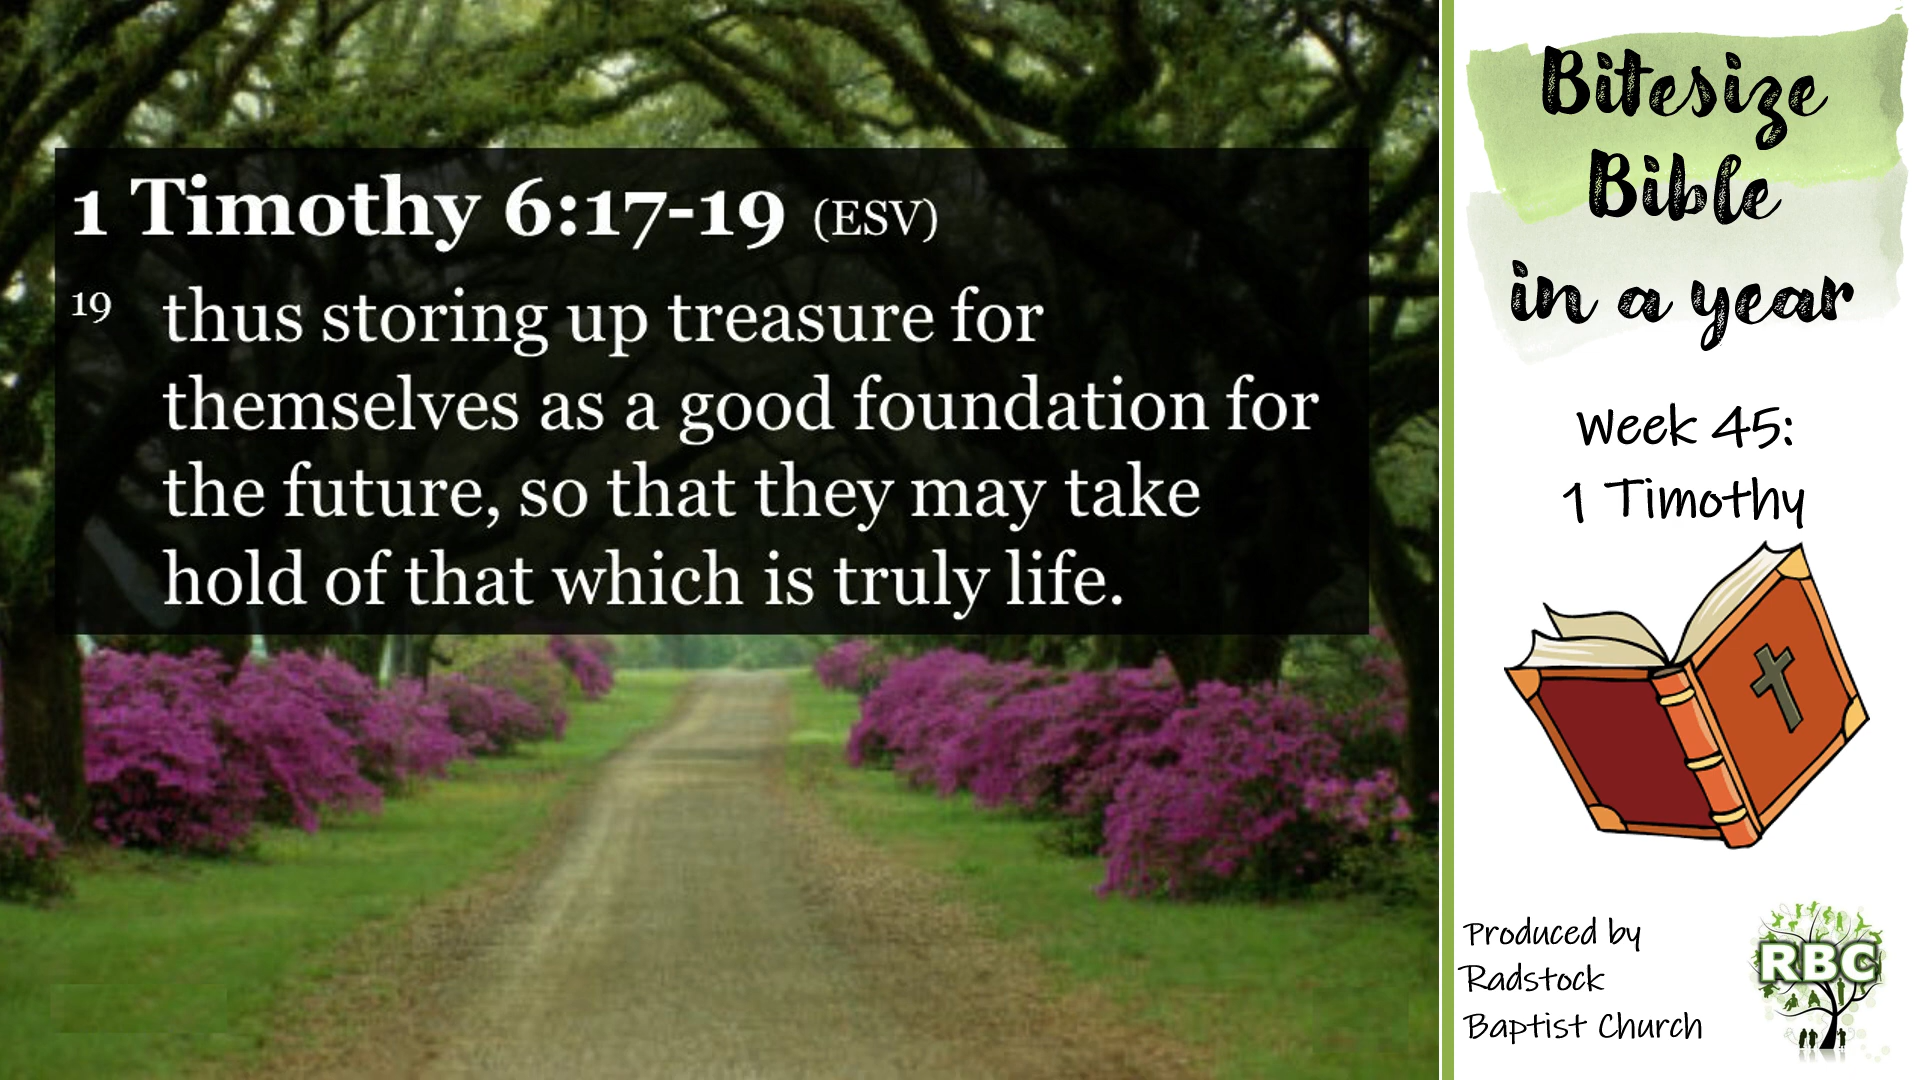 1 Timothy 6:17-19 (ESV)
19 thus storing up treasure for
themselves as a good foundation for
the future, so that they may take
hold of that which is truly life.
Bitesize
Bible
in a year
Week 45:
1 Timothy
Produced by
Radstock
Baptist Church
RBC